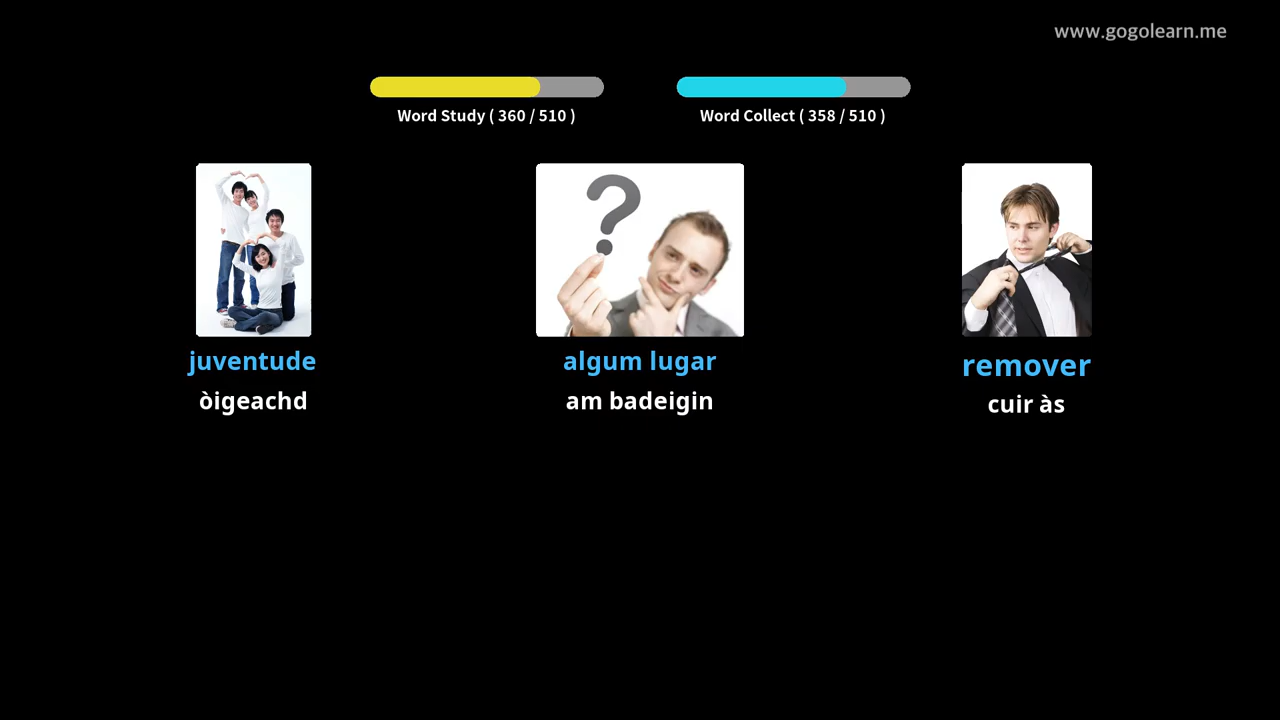 www.gogolearn.me
Word Study ( 360 / 510 )
Word Collect ( 358 / 510 )
juventude
algum lugar
remover
òigeachd
am badeigin
cuir às